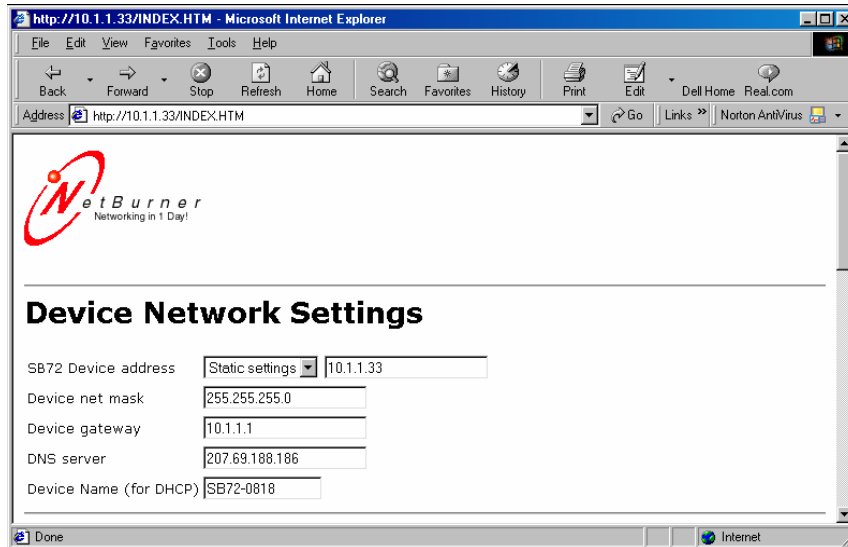 http://10.1.1.33/INDEX.HTM - Microsoft Internet Explorer
File Edit View Favorites Tools Help
Back Forward Stop Refresh Home Search Favorites History Print Edit Dell Home Real.com
Address http://10.1.1.33/INDEX.HTM Go Links » Norton AntiVirus
NetBurner
Networking in 1 Day!
Device Network Settings
SB72 Device address Static settings 10.1.1.33
Device net mask 255.255.255.0
Device gateway 10.1.1.1
DNS server 207.69.188.186
Device Name (for DHCP) SB72-0818
Done Internet